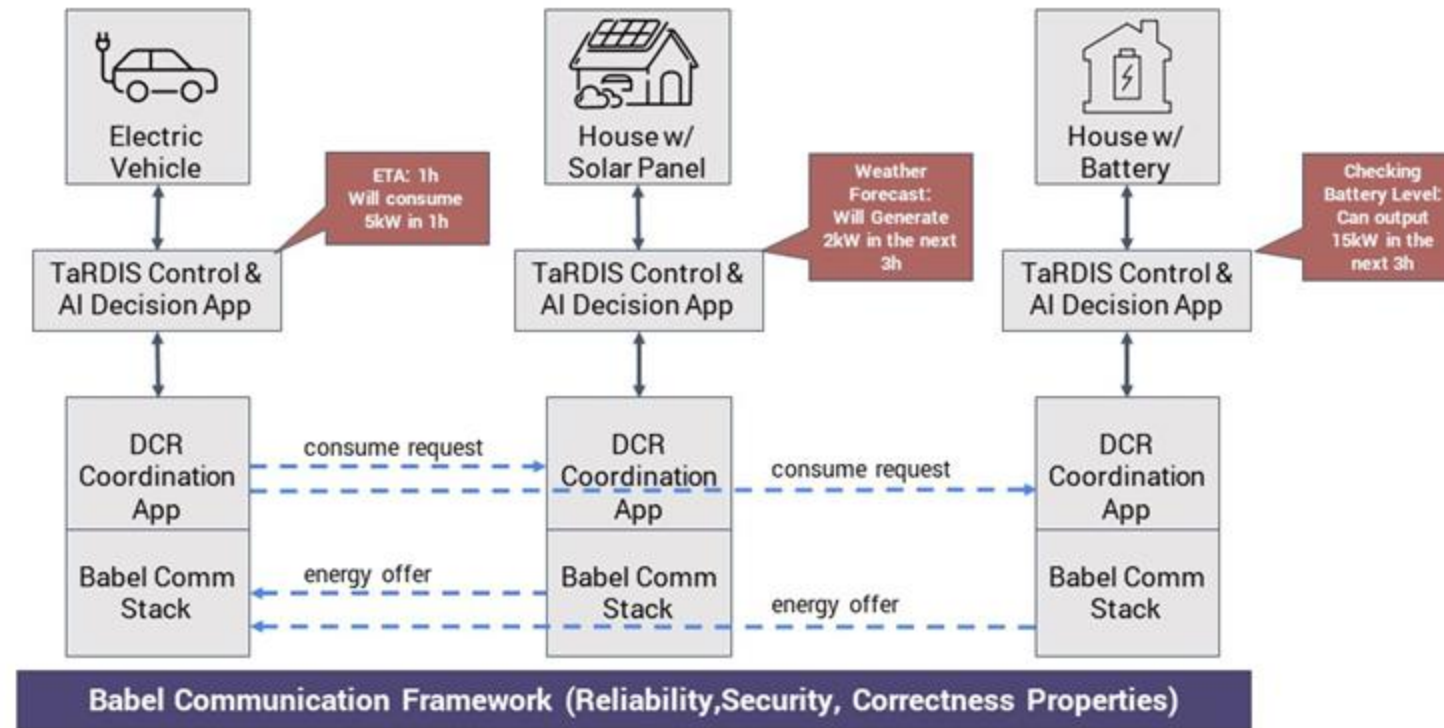 Electric
Vehicle
House w/
Solar Panel
House w/
Battery
ETA: 1h
Will consume
5kW in 1h
Weather
Forecast:
Will Generate
2kW in the next
3h
Checking
Battery Level:
Can output
15kW in the
next 3h
TaRDIS Control &
AI Decision App
TaRDIS Control &
AI Decision App
TaRDIS Control &
AI Decision App
DCR
Coordination
App
consume request
DCR
Coordination
App
consume request
DCR
Coordination
App
Babel Comm
Stack
energy offer
Babel Comm
Stack
energy offer
Babel Comm
Stack
Babel Communication Framework (Reliability,Security, Correctness Properties)